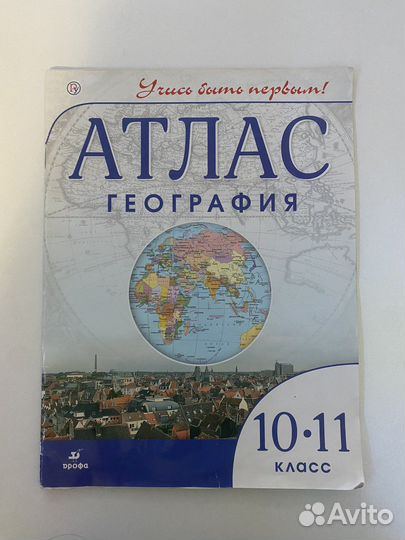 Учись быть первым!
АТЛАС
ГЕОГРАФИЯ
10•11
класс
дрофа
Avito